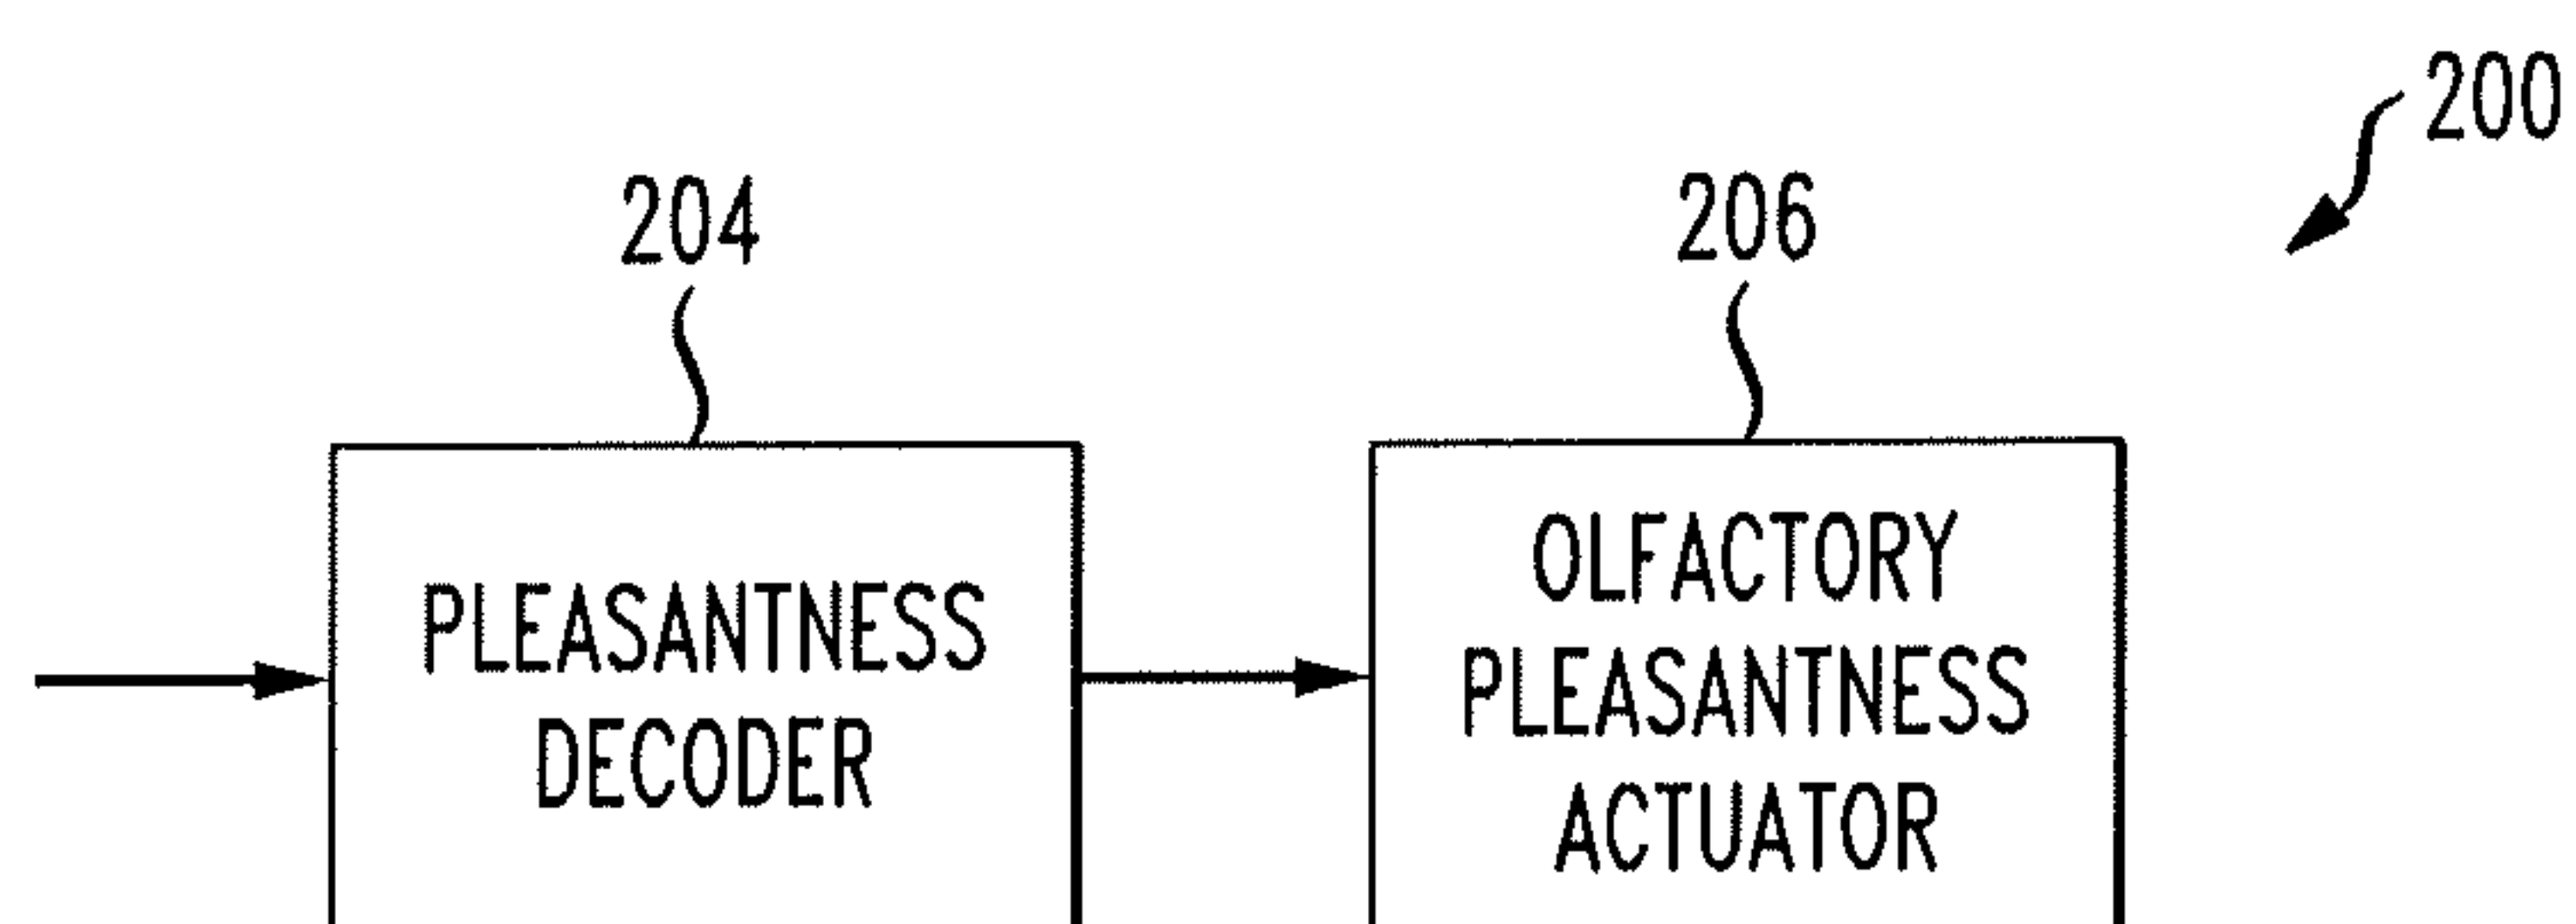 200
204
206
PLEASANTNESS
DECODER
OLFACTORY
PLEASANTNESS
ACTUATOR